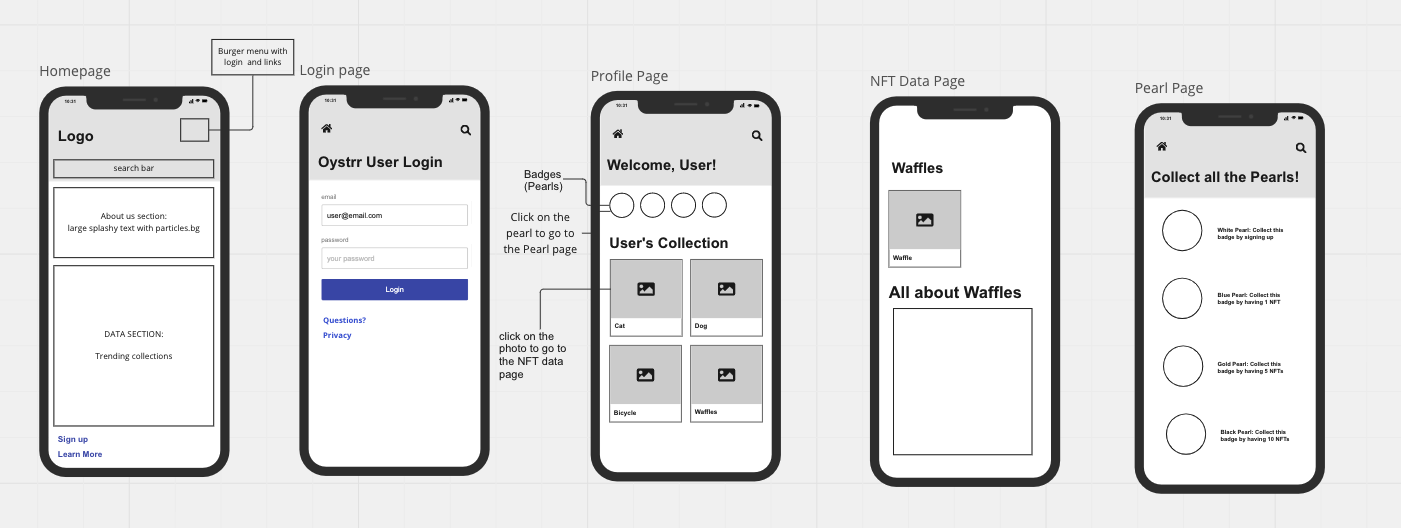 Homepage
Burger menu with
login and links
10:31
Logo
search bar
About us section:
large splashy text with particles.bg
DATA SECTION:
Trending collections
Sign up
Learn More
Login page
10:31
Oystrr User Login
email
user@email.com
password
your password
Login
Questions?
Privacy
Profile Page
10:31
Welcome, User!
Badges
(Pearls)
Click on the
pearl to go to
the Pearl page
User's Collection
Cat
Dog
click on the
photo to go to
the NFT data
page
Bicycle
Waffles
NFT Data Page
Waffles
Waffle
All about Waffles
Pearl Page
10:31
Collect all the Pearls!
White Pearl: Collect this
badge by signing up
Blue Pearl: Collect this
badge by having 1 NFT
Gold Pearl: Collect this
badge by having 5 NFTs
Black Pearl: Collect this
badge by having 10 NFTs